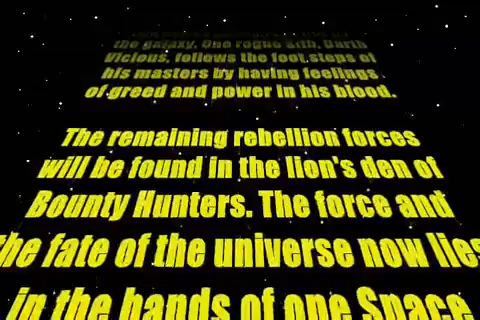 the galaxy. One rogue Sith, Darth
Vicious, follows the foot steps of
his masters by having feelings
of greed and power in his blood.
The remaining rebellion forces
will be found in the lion's den of
Bounty Hunters. The force and
the fate of the universe now lies
in the hands of one Space